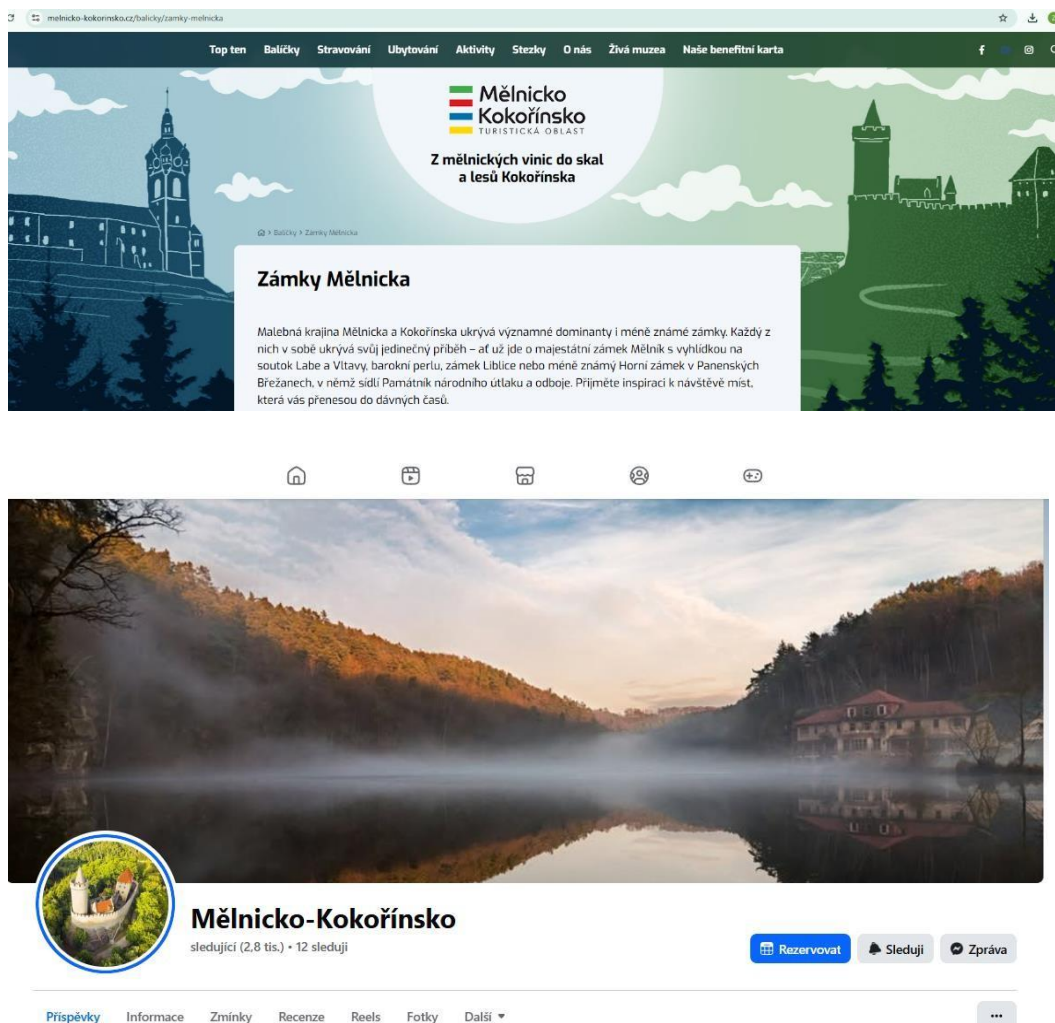 melnicko-kokorinsko.cz/balicky/zamky-melnicka
Top ten Balíčky Stravování Ubytování Aktivity Stezky O nás Živá muzea Naše benefitní karta
Mělnicko
Kokořínsko
TURISTICKÁ OBLAST
Z mělnických vinic do skal
a lesů Kokořínska
> Balíčky > Zámky Mělnicka
Zámky Mělnicka
Malebná krajina Mělnicka a Kokořínska ukrývá významné dominanty i méně známé zámky. Každý z
nich v sobě ukrývá svůj jedinečný příběh – ať už jde o majestátní zámek Mělník s vyhlídkou na
soutok Labe a Vltavy, barokní perlu, zámek Liblice nebo méně známý Horní zámek v Panenských
Břežanech, v němž sídlí Památník národního útlaku a odboje. Přijměte inspiraci k návštěvě míst,
která vás přenesou do dávných časů.
Mělnicko-Kokořínsko
sledující (2,8 tis.) • 12 sleduji
Rezervovat Sleduji Zpráva
Příspěvky Informace Zmínky Recenze Reels Fotky Další